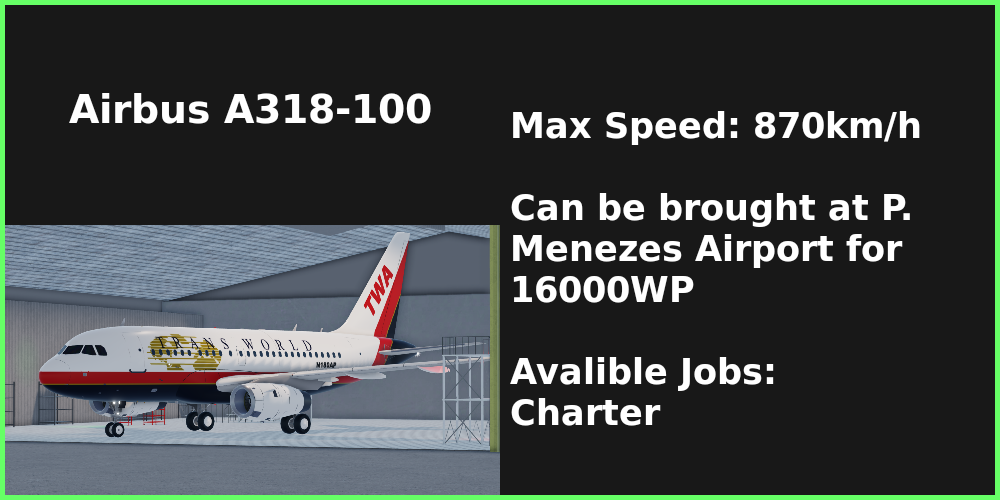 Airbus A318-100
Max Speed: 870km/h
Can be brought at P.
Menezes Airport for
16000WP
Avalible Jobs:
Charter
TWA
TRANS WORLD